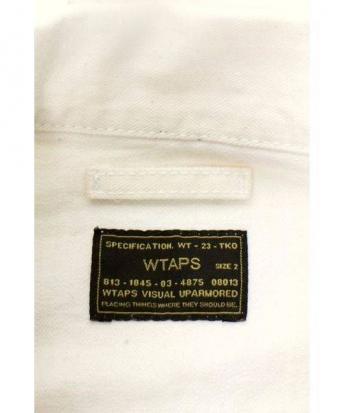 SPECIFICATION. WT - 23 - TKO
WTAPS SIZE 2
813 - 1845 - 03 - 4875 08013
WTAPS VISUAL UPARMORED
PLACING THINGS WHERE THEY SHOULD BE.